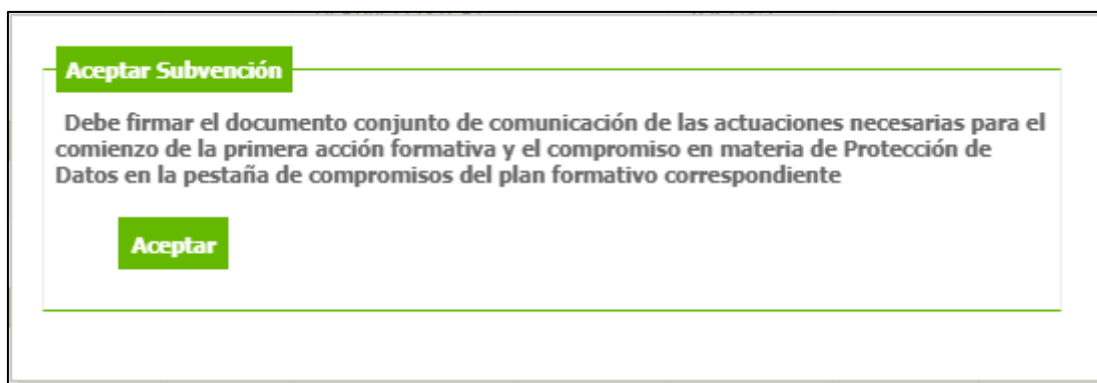 Aceptar Subvención
Debe firmar el documento conjunto de comunicación de las actuaciones necesarias para el
comienzo de la primera acción formativa y el compromiso en materia de Protección de
Datos en la pestaña de compromisos del plan formativo correspondiente
Aceptar